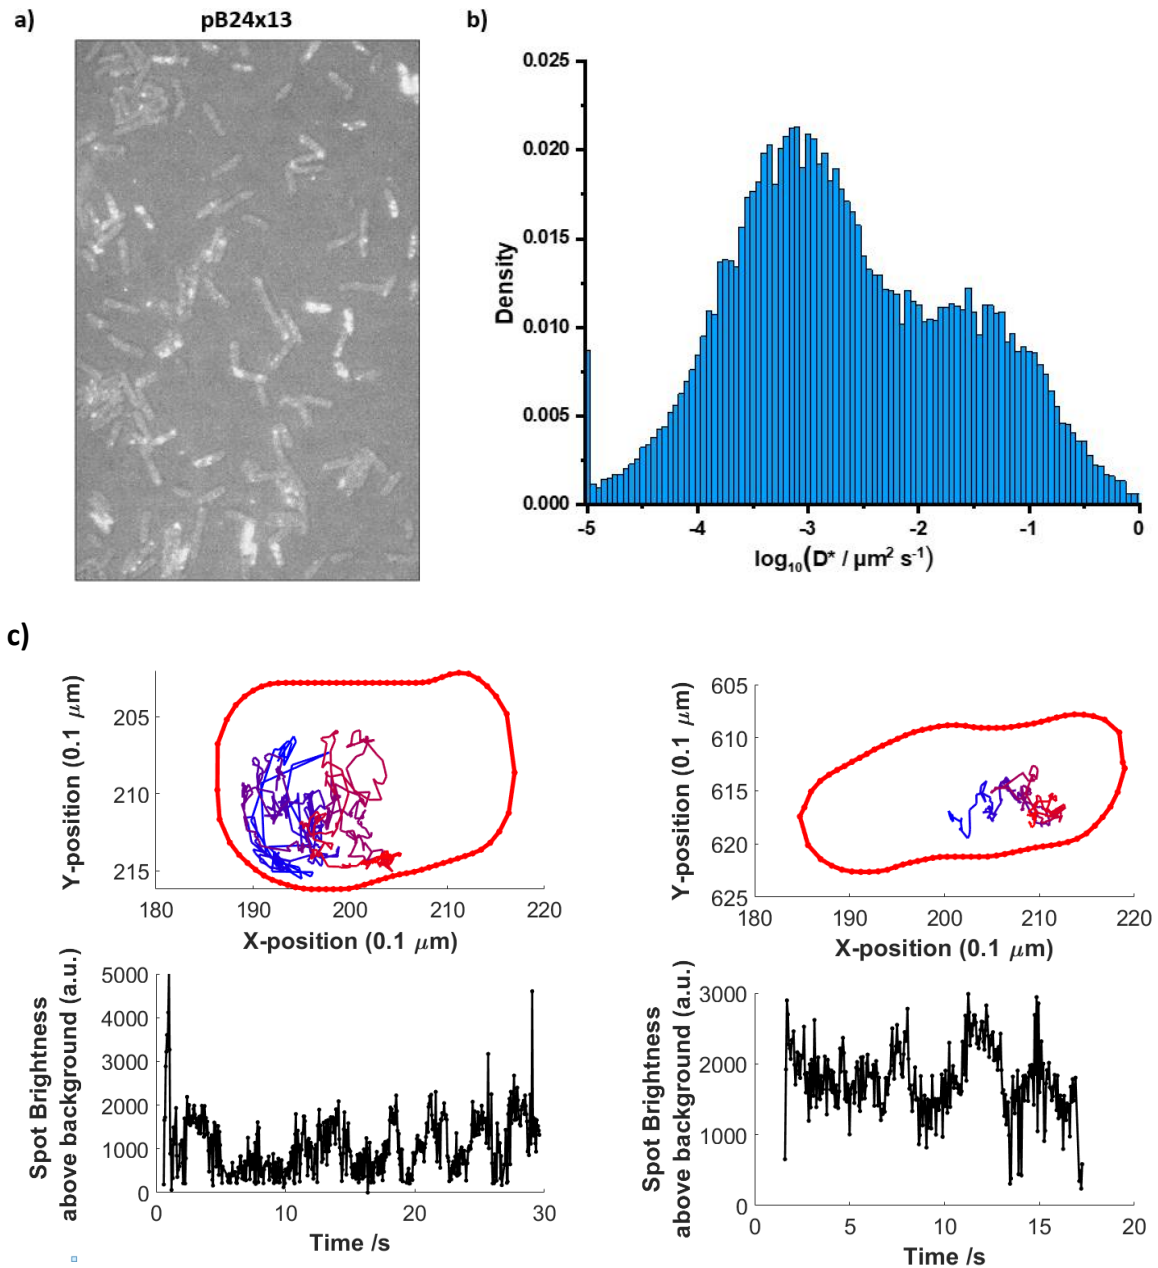 a)
pB24x13
b)
0.025
0.020
0.015
0.010
0.005
0.000
Density
-5 -4 -3 -2 -1 0
log₁₀(D* / µm² s⁻¹)
c)
Y-position (0.1 μm)
205
210
215
180 190 200 210 220
X-position (0.1 μm)
Y-position (0.1 μm)
605
610
615
620
625
180 190 200 210 220
X-position (0.1 μm)
Spot Brightness
above background (a.u.)
5000
4000
3000
2000
1000
0
0 10 20 30
Time /s
Spot Brightness
above background (a.u.)
3000
2000
1000
0
0 5 10 15 20
Time /s